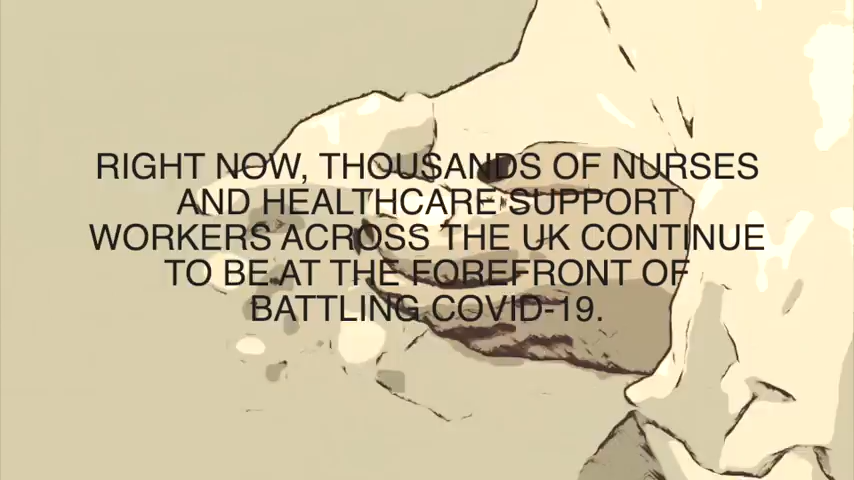 RIGHT NOW, THOUSANDS OF NURSES
AND HEALTHCARE SUPPORT
WORKERS ACROSS THE UK CONTINUE
TO BE AT THE FOREFRONT OF
BATTLING COVID-19.